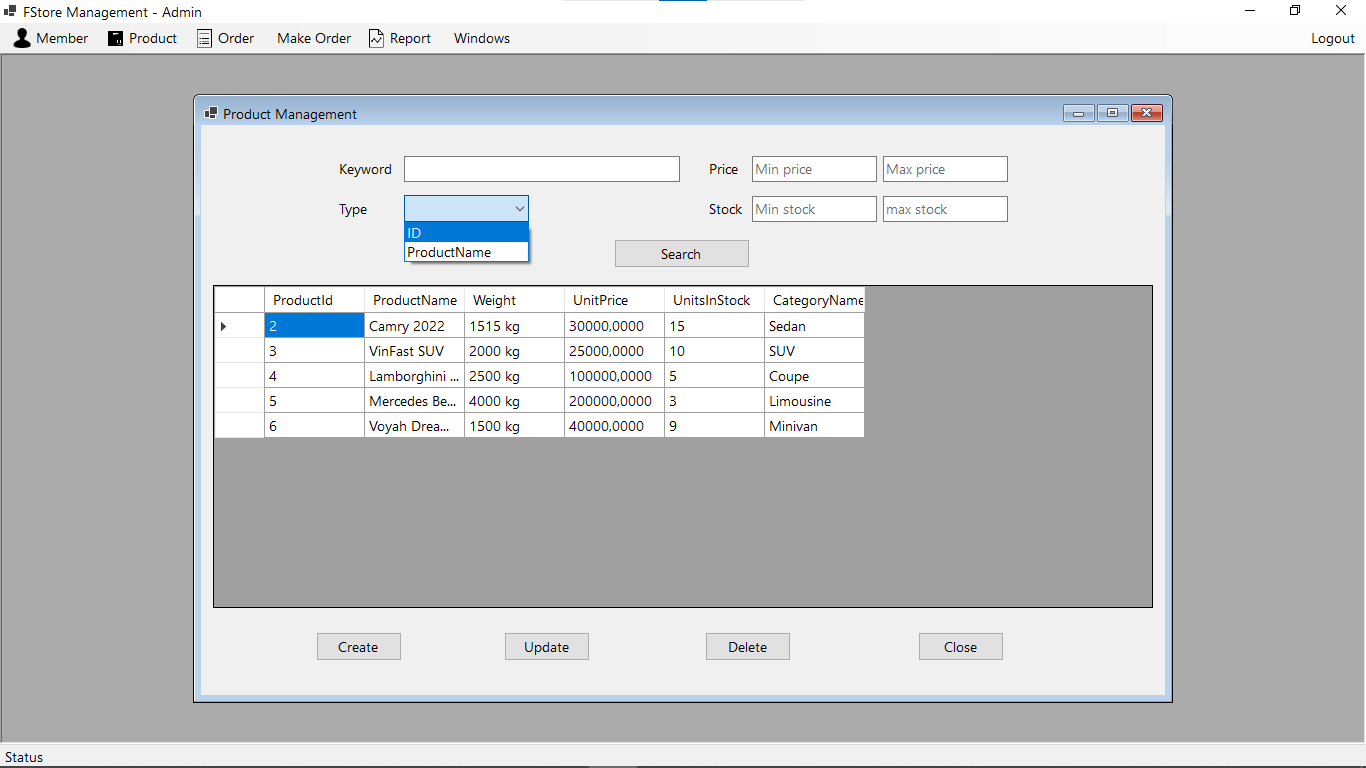 FStore Management - Admin
Member Product Order Make Order Report Windows Logout
Product Management
Keyword Price Min price Max price
Type Stock Min stock max stock
ID
ProductName
Search
ProductId ProductName Weight UnitPrice UnitsInStock CategoryName
2 Camry 2022 1515 kg 30000,0000 15 Sedan
3 VinFast SUV 2000 kg 25000,0000 10 SUV
4 Lamborghini ... 2500 kg 100000,0000 5 Coupe
5 Mercedes Be... 4000 kg 200000,0000 3 Limousine
6 Voyah Drea... 1500 kg 40000,0000 9 Minivan
Create Update Delete Close
Status